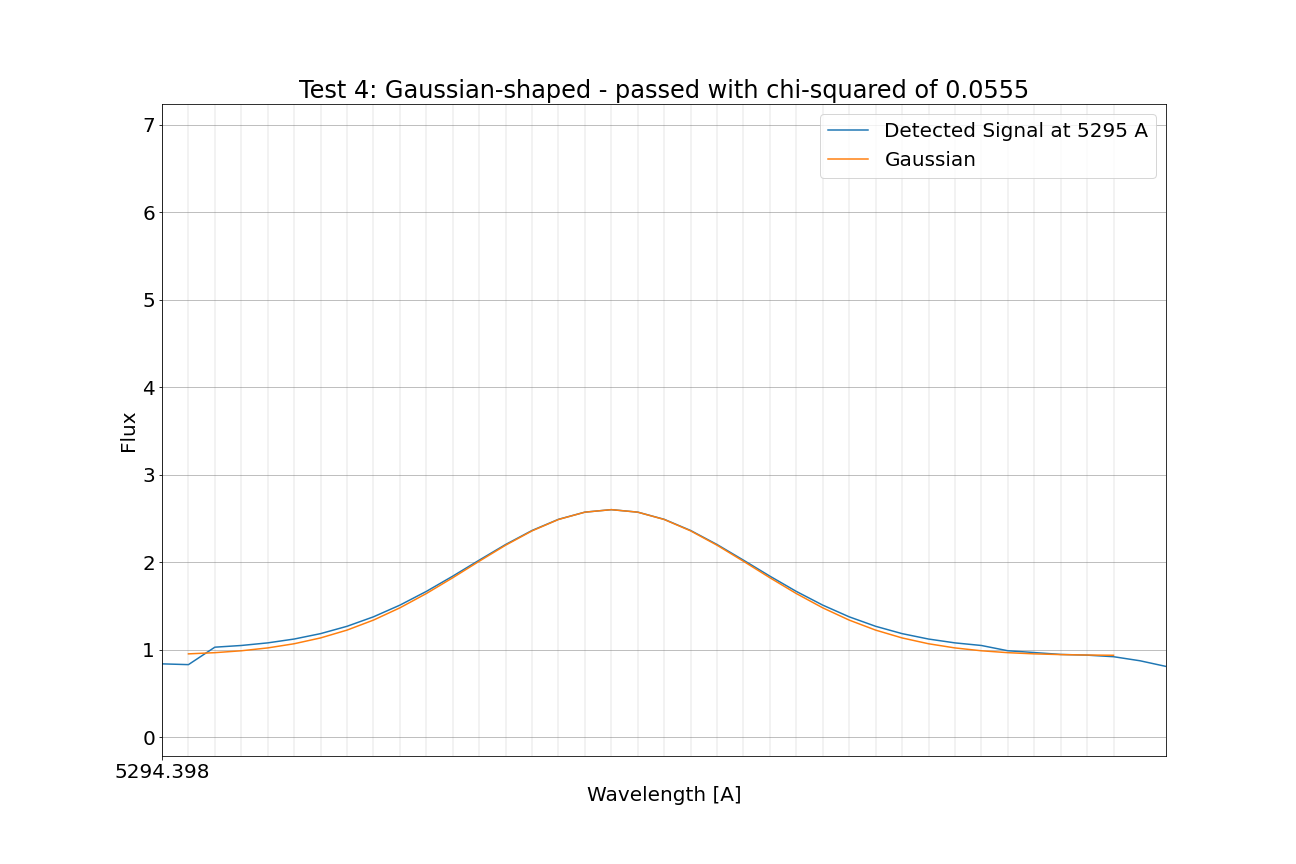 Test 4: Gaussian-shaped - passed with chi-squared of 0.0555
Detected Signal at 5295 A
Gaussian
7
6
5
4
3
2
1
0
Flux
5294.398
Wavelength [A]